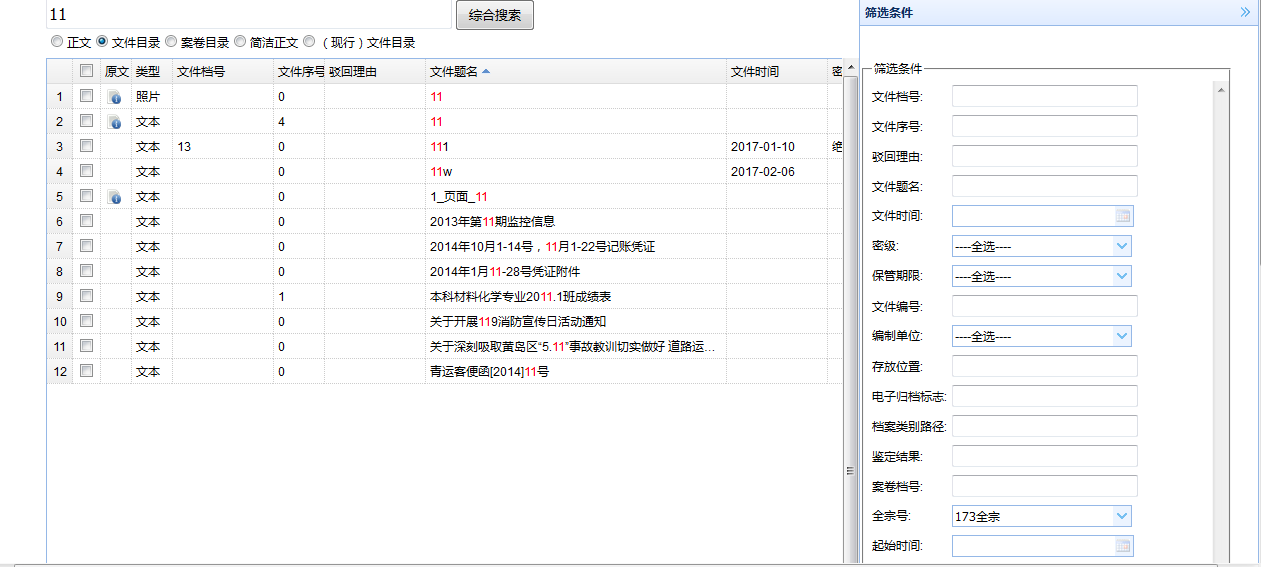 11 综合搜索
正文 文件目录 案卷目录 简洁正文 （现行）文件目录
原文 类型 文件档号 文件序号 驳回理由 文件题名 文件时间
1 照片 0 11
2 文本 4 11
3 文本 13 0 111 2017-01-10 绝
4 文本 0 11w 2017-02-06
5 文本 0 1_页面_11
6 文本 0 2013年第11期监控信息
7 文本 0 2014年10月1-14号，11月1-22号记账凭证
8 文本 0 2014年1月11-28号凭证附件
9 文本 1 本科材料化学专业2011.1班成绩表
10 文本 0 关于开展119消防宣传日活动通知
11 文本 0 关于深刻吸取黄岛区“5.11”事故教训切实做好 道路运...
12 文本 0 青运客便函[2014]11号
筛选条件
筛选条件
文件档号:
文件序号:
驳回理由:
文件题名:
文件时间:
密级: ----全选----
保管期限: ----全选----
文件编号:
编制单位: ----全选----
存放位置:
电子归档标志:
档案类别路径:
鉴定结果:
案卷档号:
全宗号: 173全宗
起始时间: